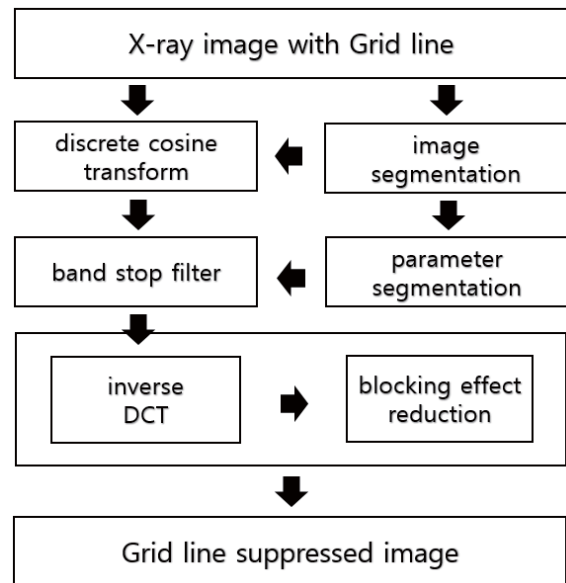 X-ray image with Grid line
discrete cosine
transform
image
segmentation
band stop filter
parameter
segmentation
inverse
DCT
blocking effect
reduction
Grid line suppressed image